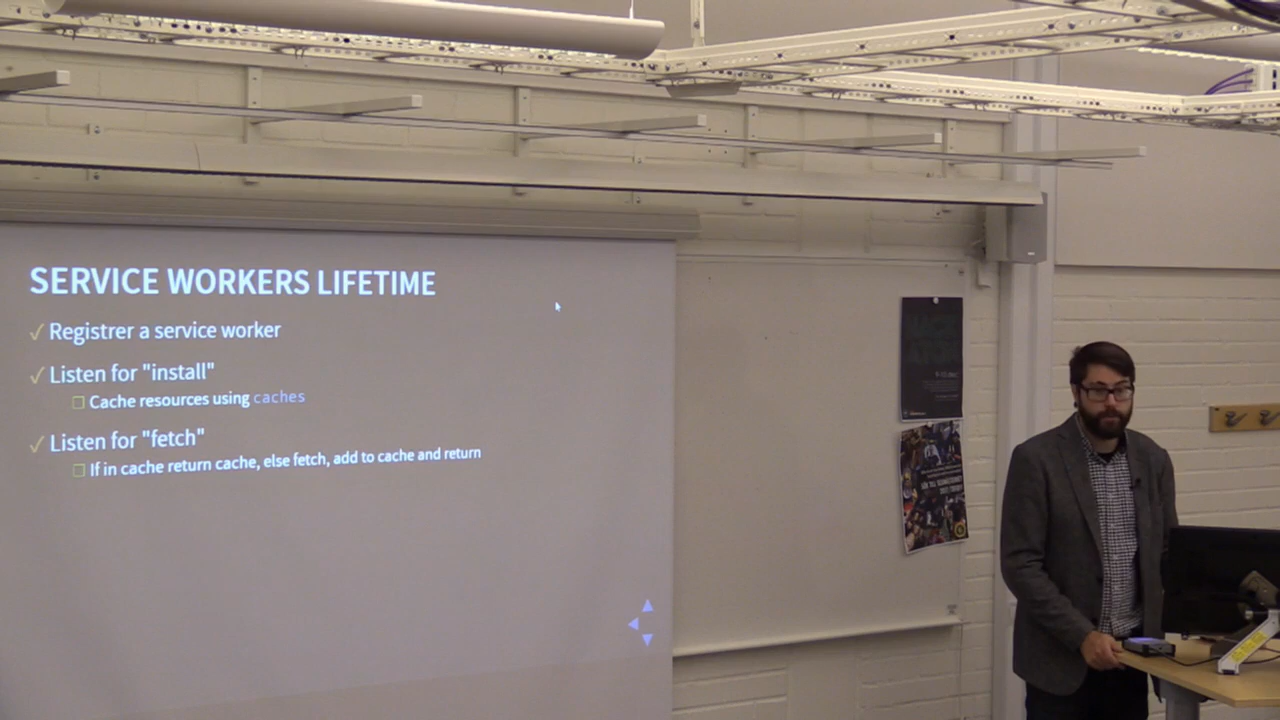 SERVICE WORKERS LIFETIME
✓ Registrer a service worker
✓ Listen for "install"
Cache resources using caches
✓ Listen for "fetch"
If in cache return cache, else fetch, add to cache and return